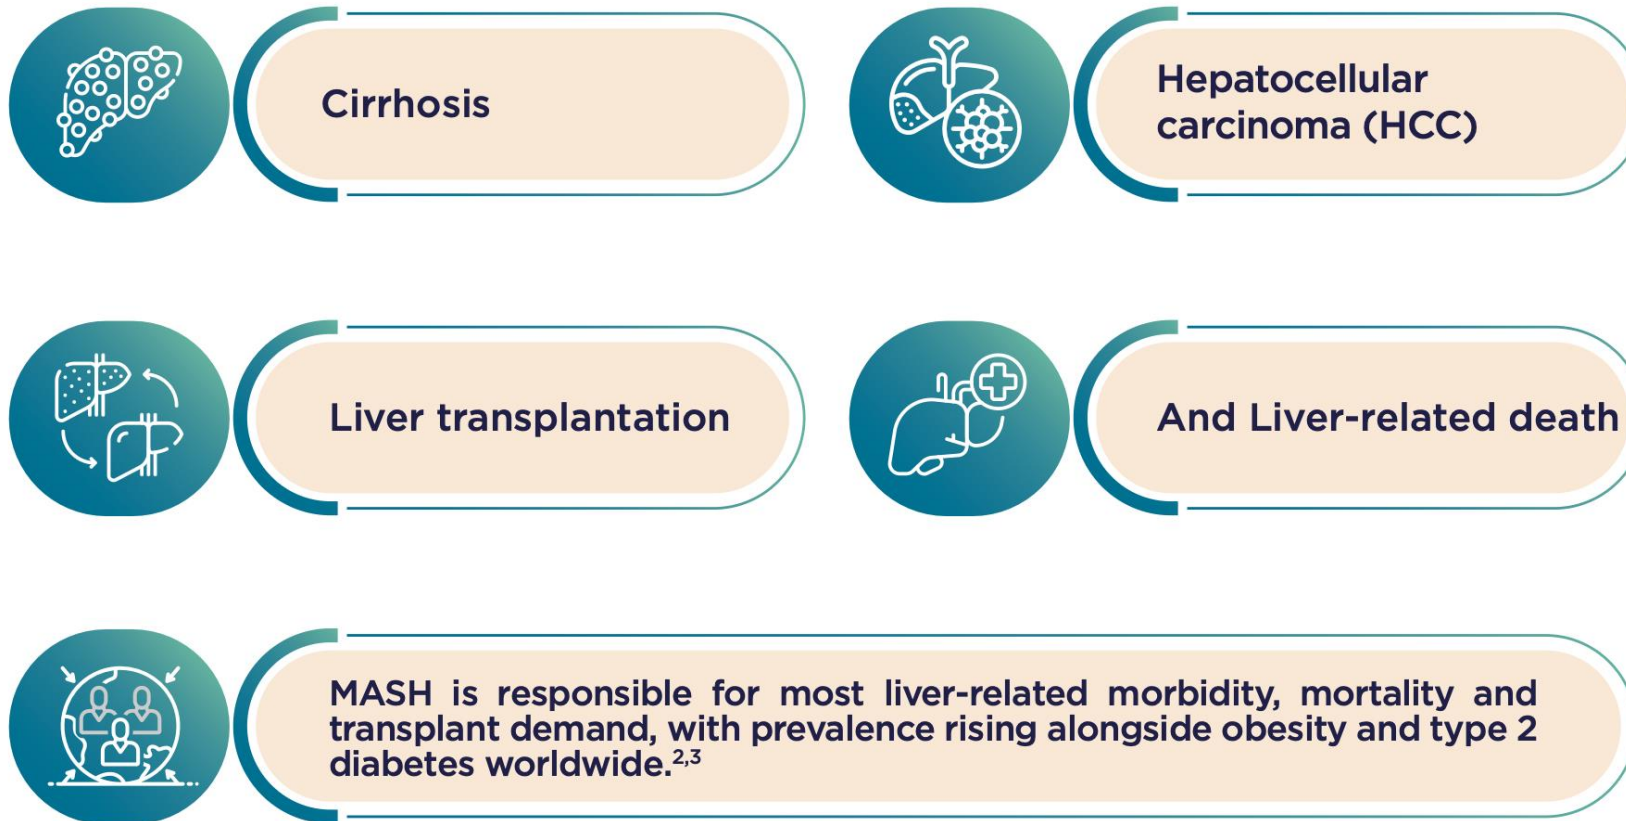 Cirrhosis
Hepatocellular
carcinoma (HCC)
Liver transplantation
And Liver-related death
MASH is responsible for most liver-related morbidity, mortality and
transplant demand, with prevalence rising alongside obesity and type 2
diabetes worldwide.2,3